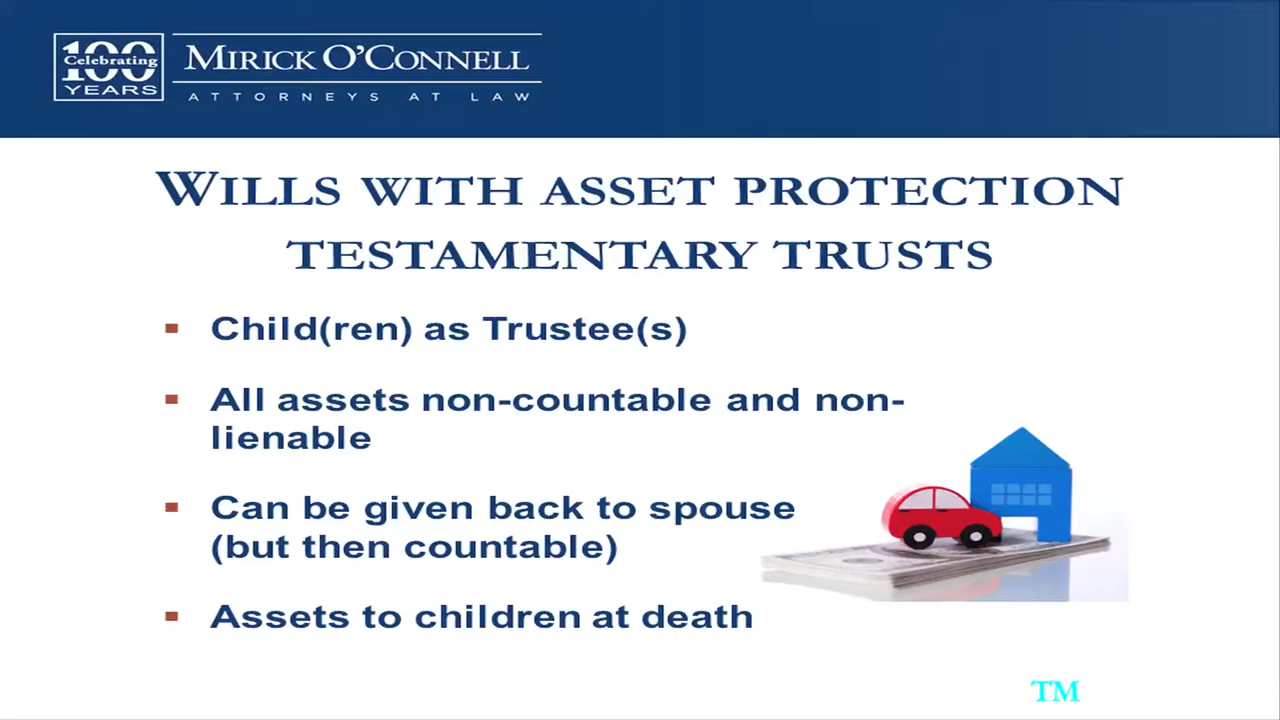 100
Celebrating
YEARS
MIRICK O'CONNELL
ATTORNEYS AT LAW
WILLS WITH ASSET PROTECTION
TESTAMENTARY TRUSTS
▪ Child(ren) as Trustee(s)
▪ All assets non-countable and non-
lienable
▪ Can be given back to spouse
(but then countable)
▪ Assets to children at death
TM